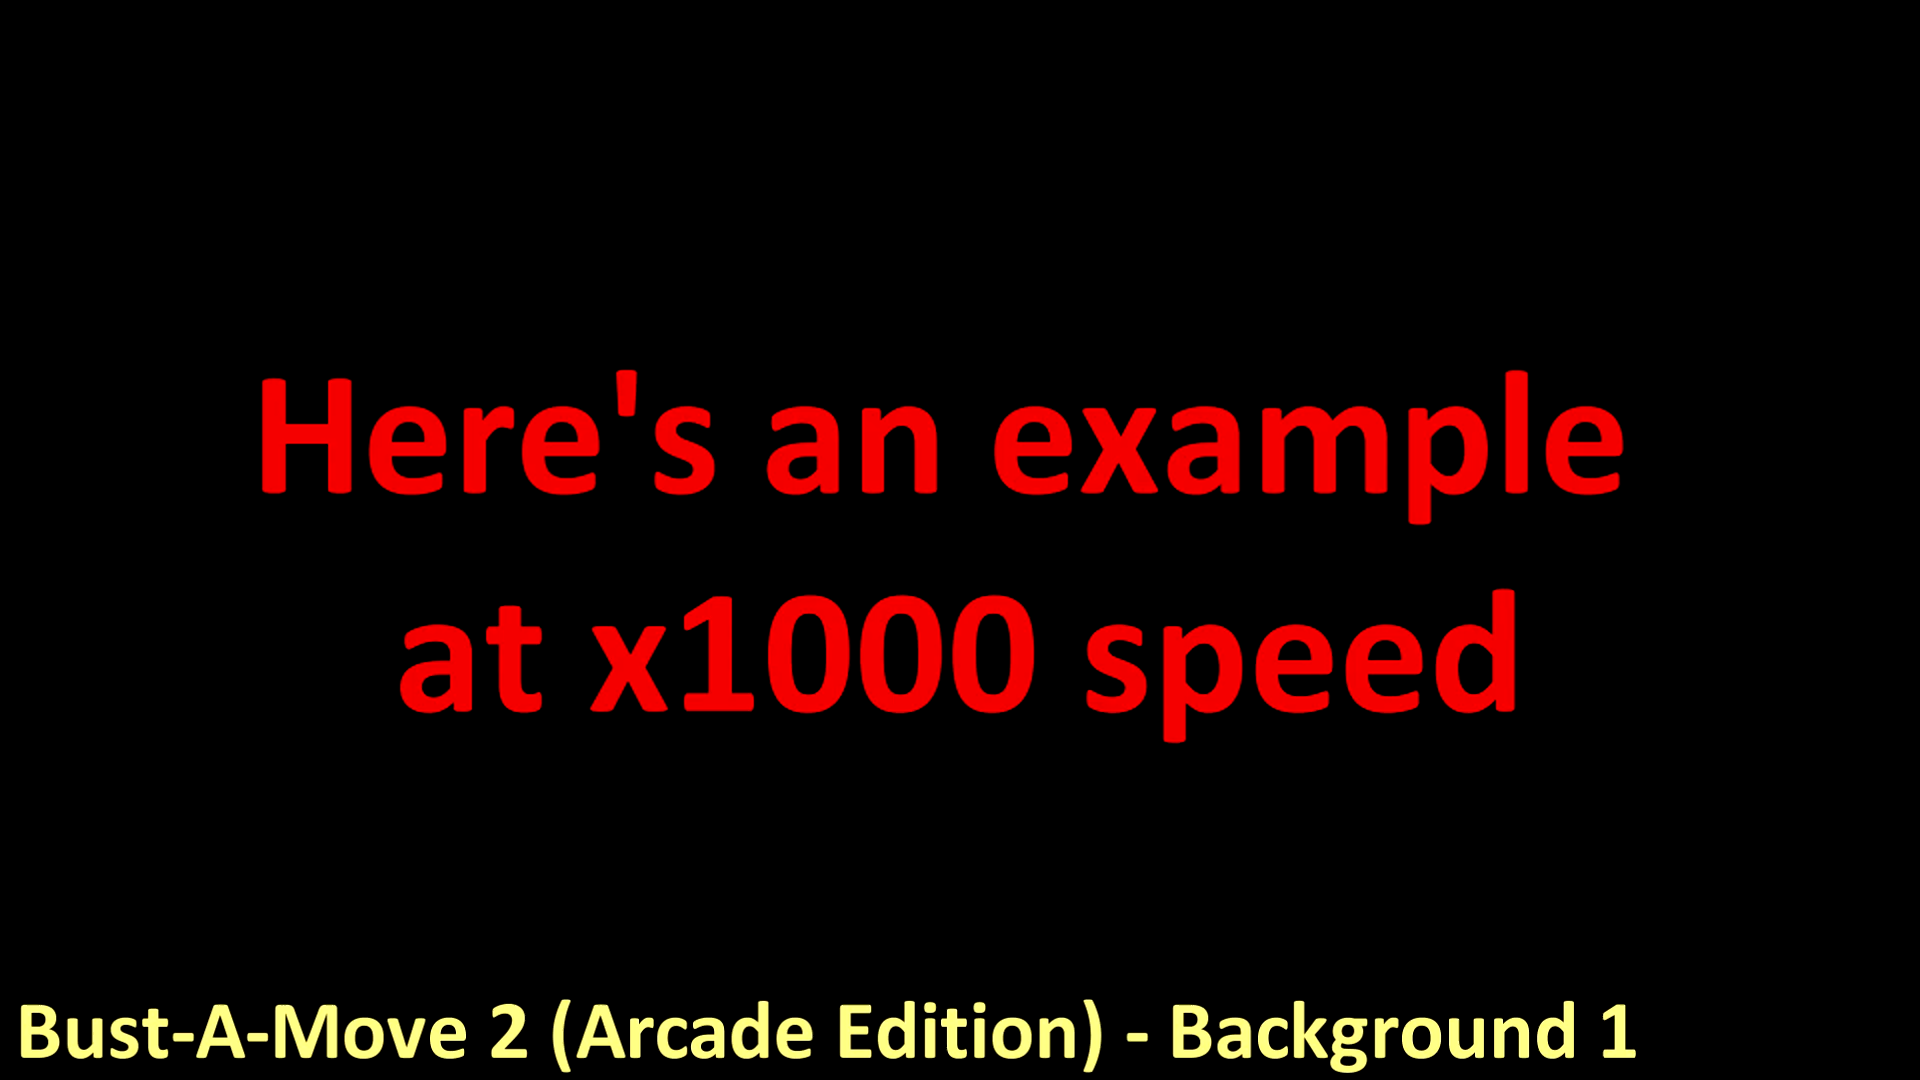 Here's an example
at x1000 speed
Bust-A-Move 2 (Arcade Edition) - Background 1